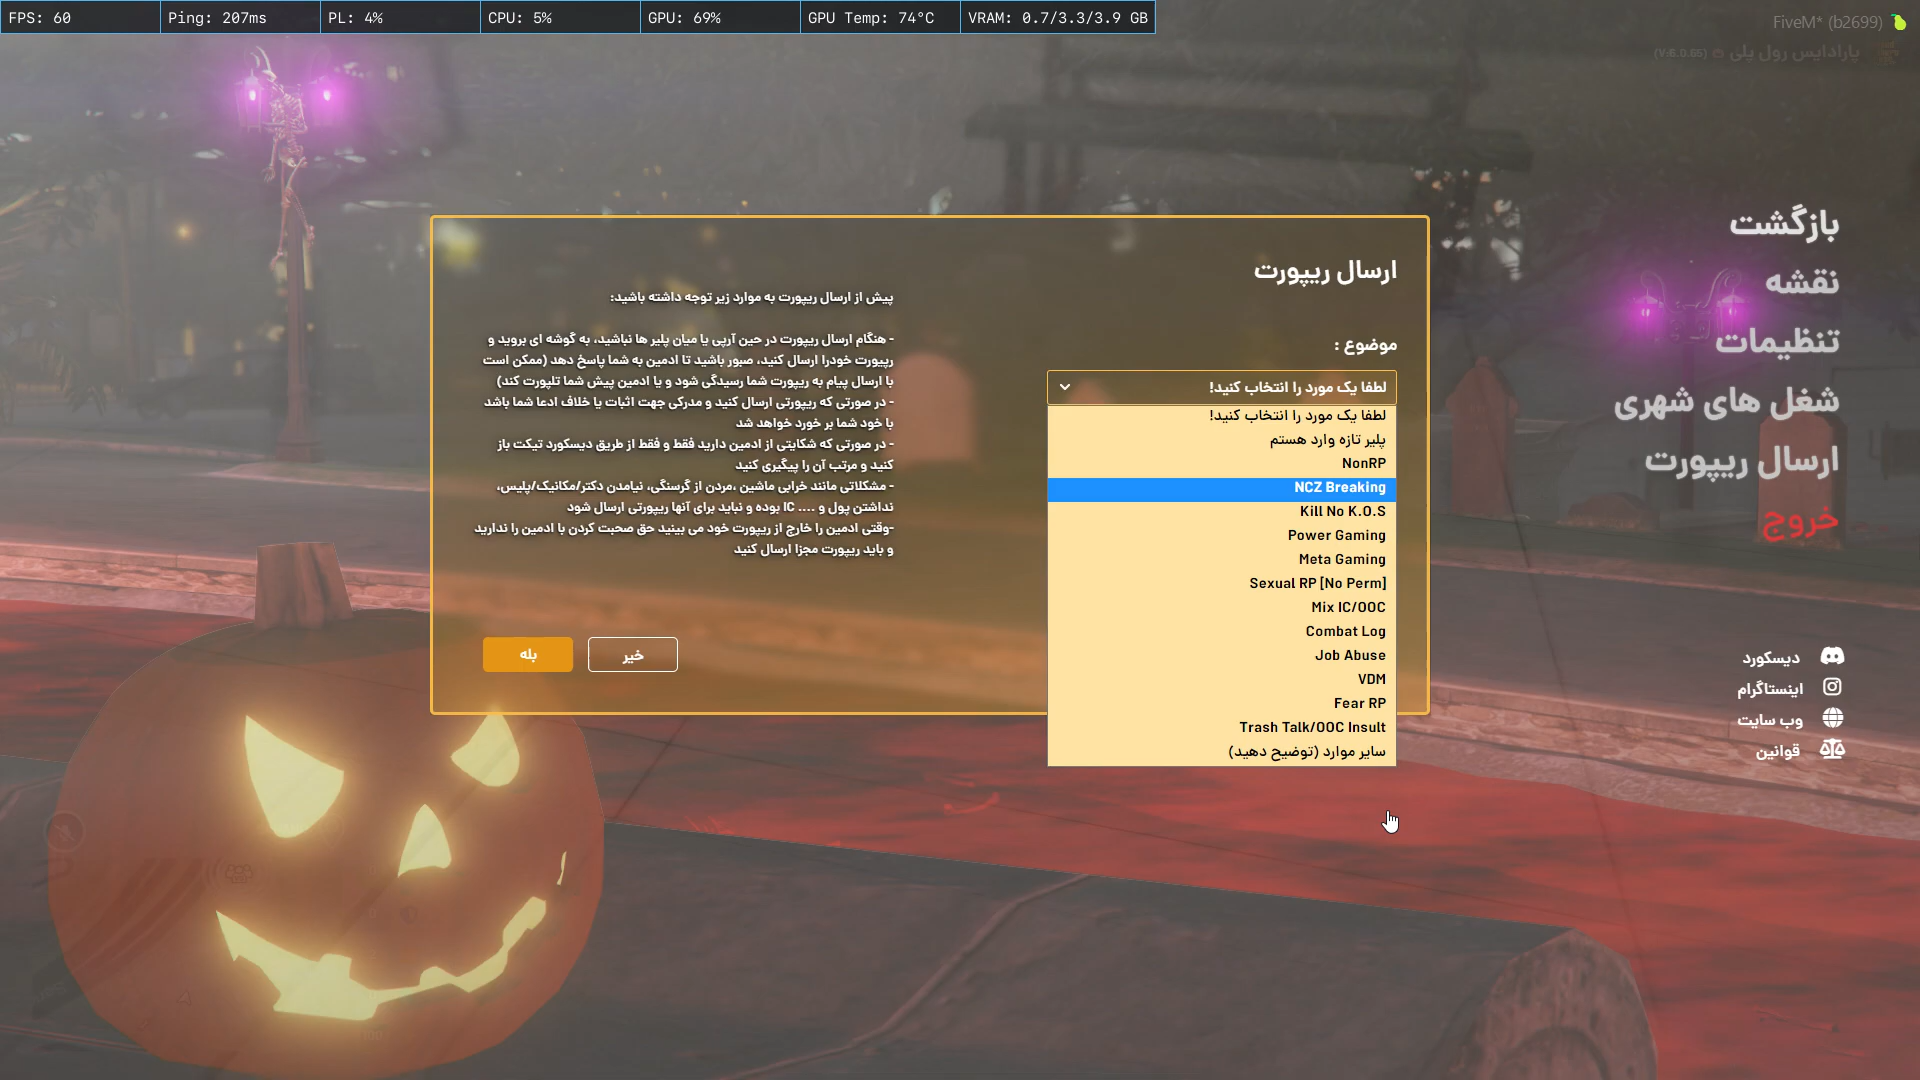 FPS: 60
Ping: 207ms
PL: 4%
CPU: 5%
GPU: 69%
GPU Temp: 74°C
VRAM: 0.7/3.3/3.9 GB
FiveM* (b2699)
پارادایس رول پلی (V:6.0.65)
بازگشت
نقشه
تنظیمات
شغل های شهری
ارسال ریپورت
خروج
ارسال ریپورت
موضوع :
لطفا یک مورد را انتخاب کنید!
لطفا یک مورد را انتخاب کنید!
پلیر تازه وارد هستم
NonRP
NCZ Breaking
Kill No K.O.S
Power Gaming
Meta Gaming
Sexual RP [No Perm]
Mix IC/OOC
Combat Log
Job Abuse
VDM
Fear RP
Trash Talk/OOC Insult
سایر موارد (توضیح دهید)
پیش از ارسال ریپورت به موارد زیر توجه داشته باشید:
- هنگام ارسال ریپورت در حین آرپی یا میان پلیر ها نباشید، به گوشه ای بروید و
رپیورت خودرا ارسال کنید، صبور باشید تا ادمین به شما پاسخ دهد (ممکن است
با ارسال پیام به ریپورت شما رسیدگی شود و یا ادمین پیش شما تلپورت کند)
- در صورتی که ریپورتی ارسال کنید و مدرکی جهت اثبات یا خلاف ادعا شما باشد
با خود شما بر خورد خواهد شد
- در صورتی که شکایتی از ادمین دارید فقط و فقط از طریق دیسکورد تیکت باز
کنید و مرتب آن را پیگیری کنید
- مشکلاتی مانند خرابی ماشین ،مردن از گرسنگی، نیامدن دکتر/مکانیک/پلیس،
نداشتن پول و .... IC بوده و نباید برای آنها ریپورتی ارسال شود
-وقتی ادمین را خارج از ریپورت خود می بینید حق صحبت کردن با ادمین را ندارید
و باید ریپورت مجزا ارسال کنید
خیر
بله
دیسکورد
اینستاگرام
وب سایت
قوانین